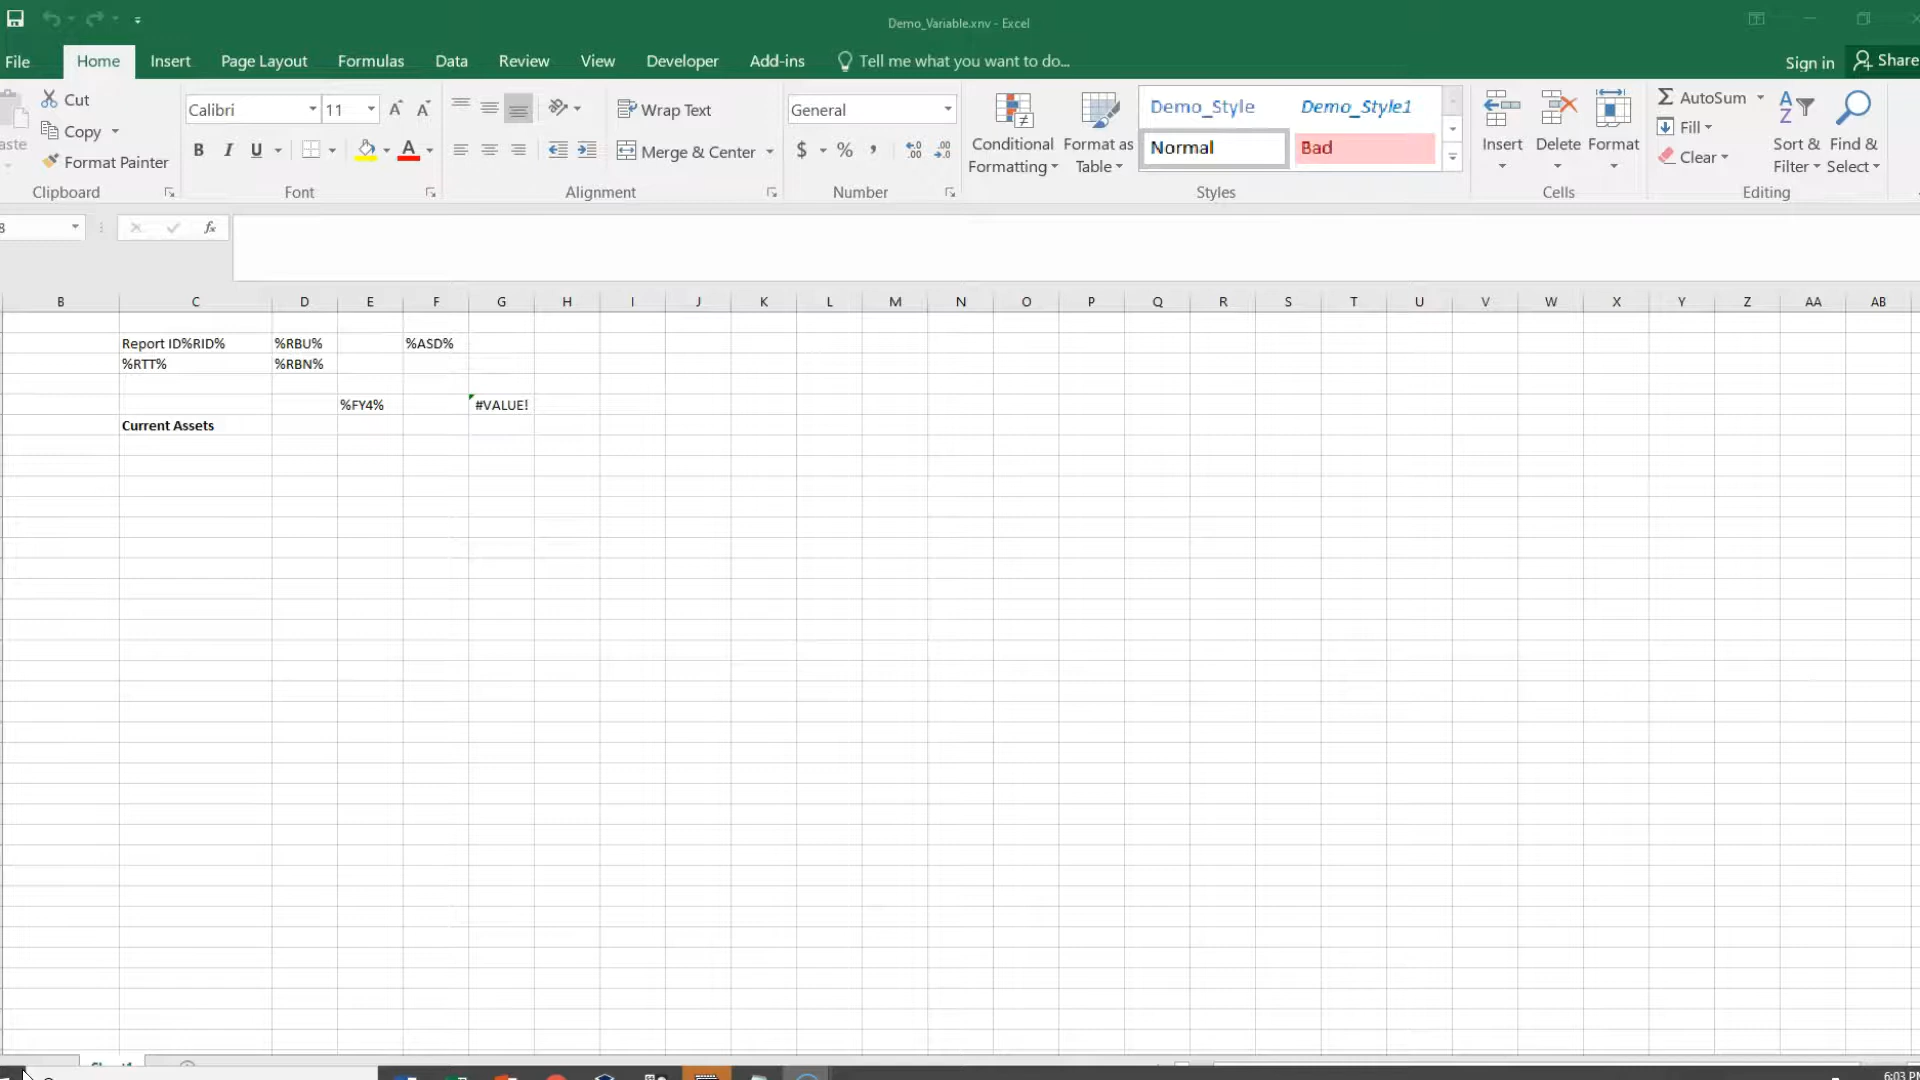 Demo_Variable.xnv - Excel
File Home Insert Page Layout Formulas Data Review View Developer Add-ins Tell me what you want to do... Sign in Share
Cut
Copy
Format Painter
Clipboard
Calibri 11
B I U
Font
Wrap Text
Merge & Center
Alignment
General
$ % ,
Number
Conditional Formatting
Format as Table
Demo_Style Demo_Style1
Normal Bad
Styles
Insert Delete Format
Cells
AutoSum
Fill
Clear
Sort & Filter
Find & Select
Editing
fx
B C D E F G H I J K L M N O P Q R S T U V W X Y Z AA AB
Report ID%RID% %RBU% %ASD%
%RTT% %RBN%
%FY4% #VALUE!
Current Assets